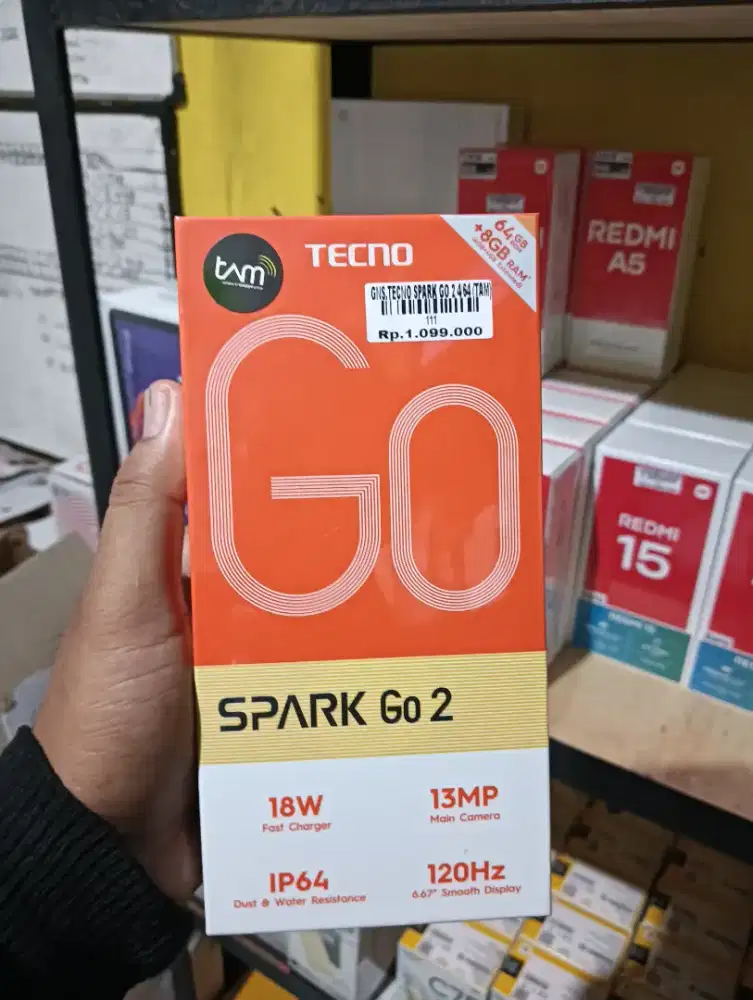 tam
TECNO
64GB
ROM
+8GB RAM*
GNS.TECNO SPARK GO 2 4 64 (TAM)
111
Rp.1.099.000
Go
SPARK Go 2
18W
Fast Charger
13MP
Main Camera
IP64
Dust & Water Resistance
120Hz
6.67" Smooth Display
REDMI
A5
REDMI
15